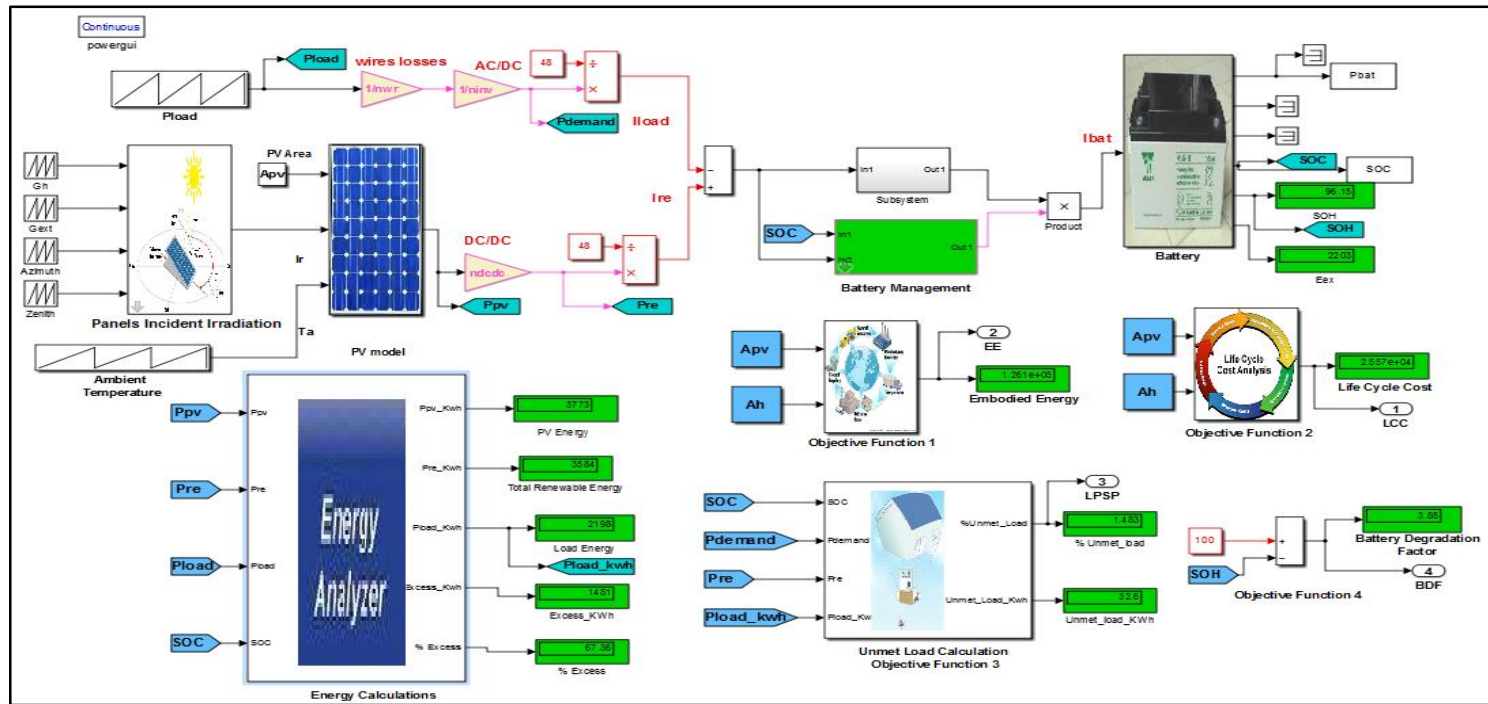 Continuous
powergui
Pload
Pload
wires losses
1/nwr
AC/DC
1/ninv
48
÷
×
Pdemand
Iload
Gh
Gext
Azimuth
Zenith
Panels Incident Irradiation
PV Area
Apv
Ir
Ta
PV model
Ambient
Temperature
DC/DC
ndcdc
48
÷
×
Ppv
Pre
Ire
−
+
In1
Out1
Subsystem
SOC
In1
In2
Out1
Battery Management
×
Product
Ibat
Battery
Pbat
SOC
SOC
96.15
SOH
SOH
2203
Eex
Apv
Ah
Objective Function 1
2
EE
1.261e+05
Embodied Energy
Apv
Ah
Life Cycle
Cost Analysis
Objective Function 2
2.557e+04
Life Cycle Cost
1
LCC
Ppv
Pre
Pload
SOC
Ppv
Pre
Pload
SOC
Energy
Analyzer
Ppv_Kwh
Pre_Kwh
Pload_Kwh
Excess_KWh
% Excess
Energy Calculations
3773
PV Energy
3584
Total Renewable Energy
2198
Load Energy
Pload_kwh
1481
Excess_KWh
67.36
% Excess
SOC
Pdemand
Pre
Pload_kwh
SOC
Pdemand
Pre
Pload_Kw
%Unmet_Load
Unmet_Load_Kwh
Unmet Load Calculation
Objective Function 3
3
LPSP
1.483
% Unmet_load
32.6
Unmet_load_KWh
100
SOH
+
−
Objective Function 4
3.85
Battery Degradation
Factor
4
BDF